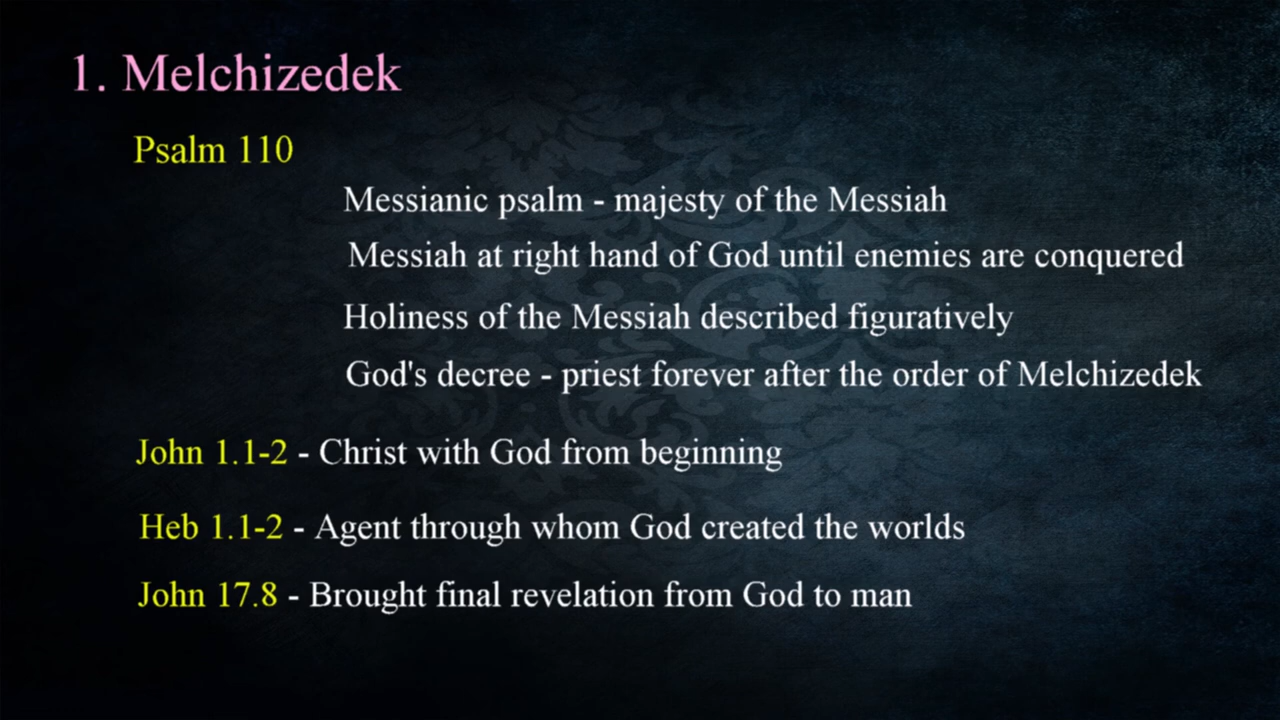 1. Melchizedek
Psalm 110
Messianic psalm - majesty of the Messiah
Messiah at right hand of God until enemies are conquered
Holiness of the Messiah described figuratively
God's decree - priest forever after the order of Melchizedek
John 1.1-2 - Christ with God from beginning
Heb 1.1-2 - Agent through whom God created the worlds
John 17.8 - Brought final revelation from God to man